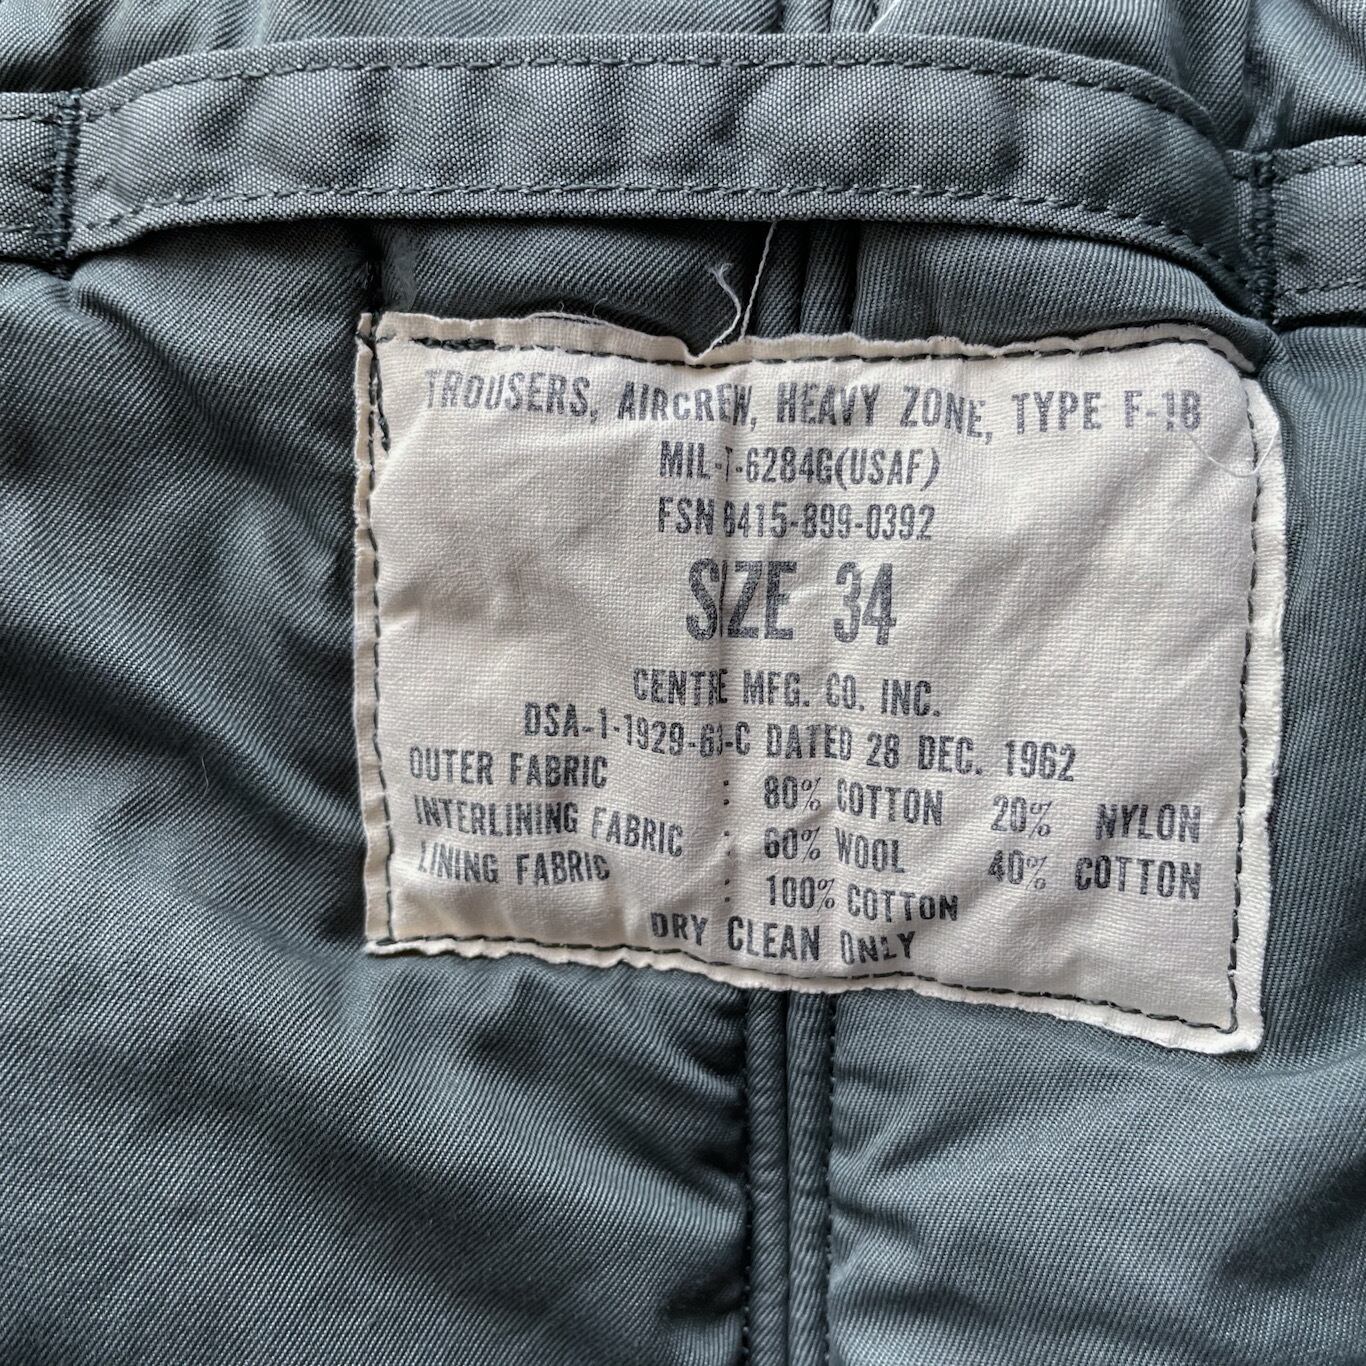 TROUSERS, AIRCREW, HEAVY ZONE, TYPE F-1B
MIL-T-6284G(USAF)
FSN 8415-899-0392
SIZE 34
CENTRE MFG. CO. INC.
DSA-1-1929-63-C DATED 28 DEC. 1962
OUTER FABRIC : 80% COTTON 20% NYLON
INTERLINING FABRIC : 60% WOOL 40% COTTON
LINING FABRIC : 100% COTTON
DRY CLEAN ONLY